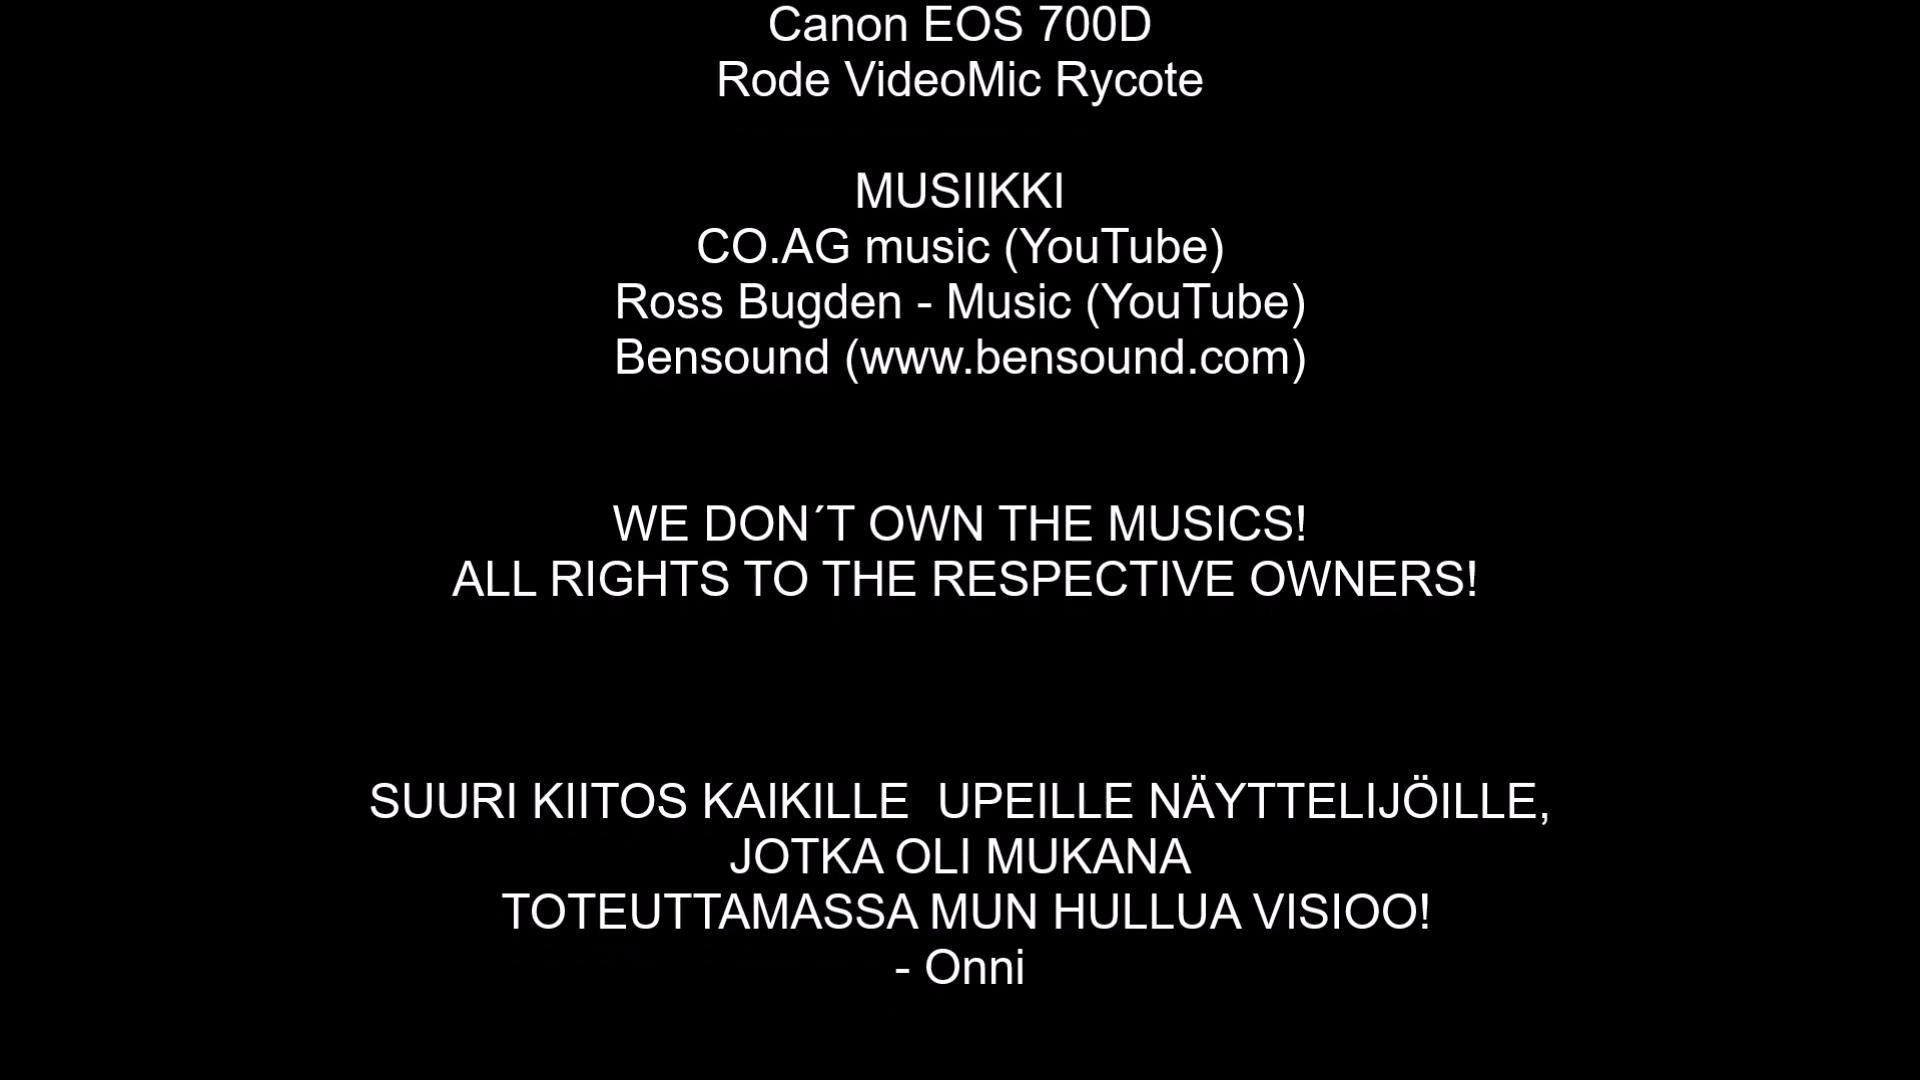 Canon EOS 700D
Rode VideoMic Rycote
MUSIIKKI
CO.AG music (YouTube)
Ross Bugden - Music (YouTube)
Bensound (www.bensound.com)
WE DON´T OWN THE MUSICS!
ALL RIGHTS TO THE RESPECTIVE OWNERS!
SUURI KIITOS KAIKILLE  UPEILLE NÄYTTELIJÖILLE,
JOTKA OLI MUKANA
TOTEUTTAMASSA MUN HULLUA VISIOO!
- Onni